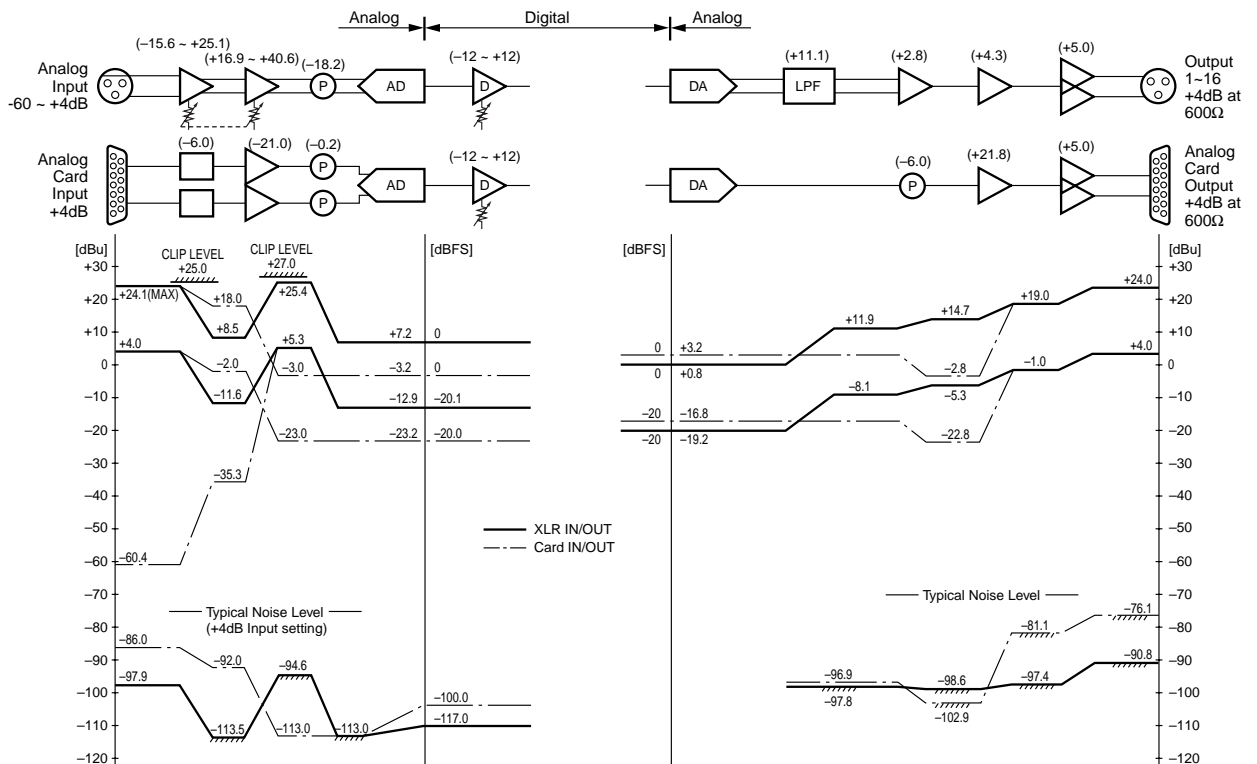 Analog Digital Analog
(–15.6 ~ +25.1)
(+16.9 ~ +40.6)
(–18.2)
(–12 ~ +12)
(+11.1)
(+2.8)
(+4.3)
(+5.0)
Analog
Input
-60 ~ +4dB
P
AD
D
DA
LPF
Output
1~16
+4dB at
600Ω
(–6.0)
(–21.0)
(–0.2)
(–12 ~ +12)
(–6.0)
(+21.8)
(+5.0)
Analog
Card
Input
+4dB
P
P
AD
D
DA
P
Analog
Card
Output
+4dB at
600Ω
[dBu]
CLIP LEVEL
+25.0
CLIP LEVEL
+27.0
[dBFS]
[dBFS]
[dBu]
+30
+20
+10
0
–10
–20
–30
–40
–50
–60
–70
–80
–90
–100
–110
–120
+24.1(MAX)
+18.0
+8.5
+25.4
+7.2
0
+4.0
–2.0
–11.6
+5.3
–3.0
–3.2
0
–12.9
–20.1
–23.0
–23.2
–20.0
–35.3
–60.4
Typical Noise Level
(+4dB Input setting)
–86.0
–92.0
–94.6
–97.9
–113.5
–113.0
–113.0
–100.0
–117.0
XLR IN/OUT
Card IN/OUT
0
+3.2
0
+0.8
+11.9
+14.7
+19.0
+24.0
–2.8
–1.0
+4.0
–8.1
–5.3
–20
–16.8
–20
–19.2
–22.8
Typical Noise Level
–76.1
–81.1
–90.8
–96.9
–97.8
–98.6
–97.4
–102.9
+30
+20
+10
0
–10
–20
–30
–40
–50
–60
–70
–80
–90
–100
–110
–120